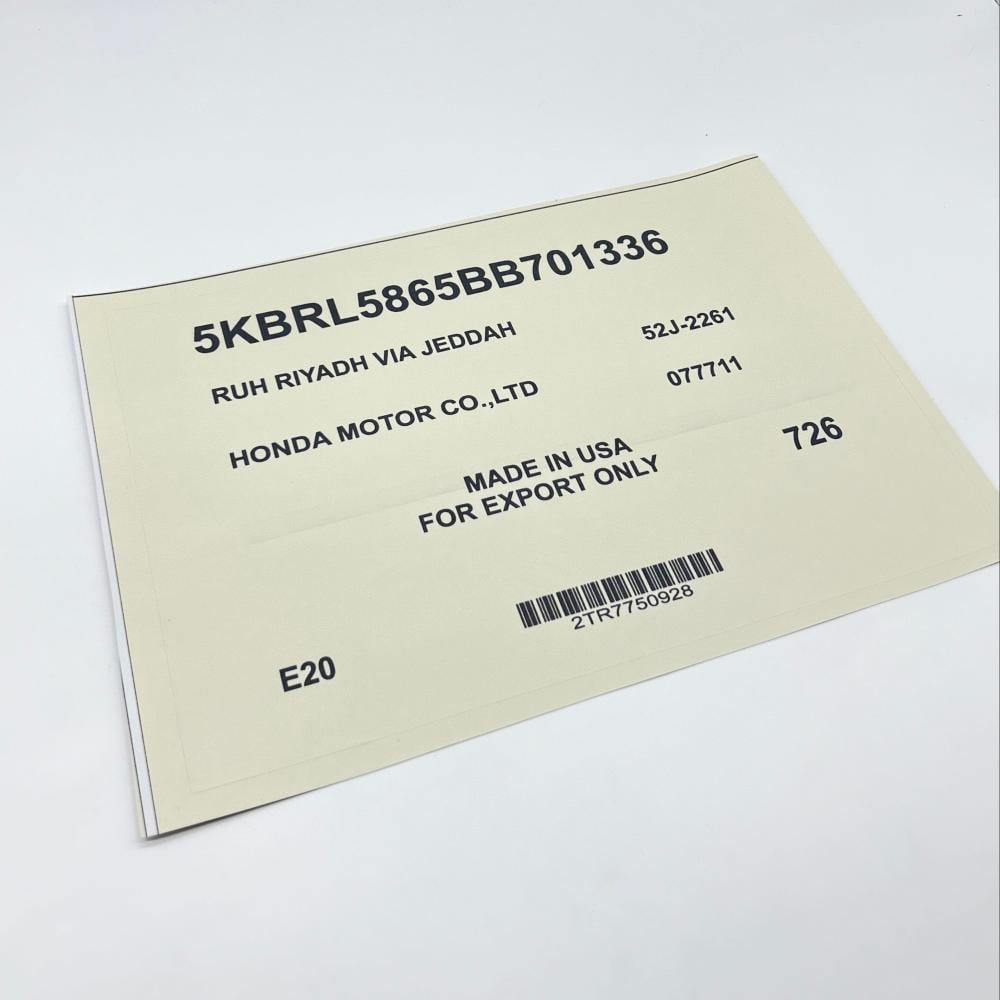 5KBRL5865BB701336
RUH RIYADH VIA JEDDAH
52J-2261
HONDA MOTOR CO.,LTD
077711
MADE IN USA
726
FOR EXPORT ONLY
2TR7750928
E20